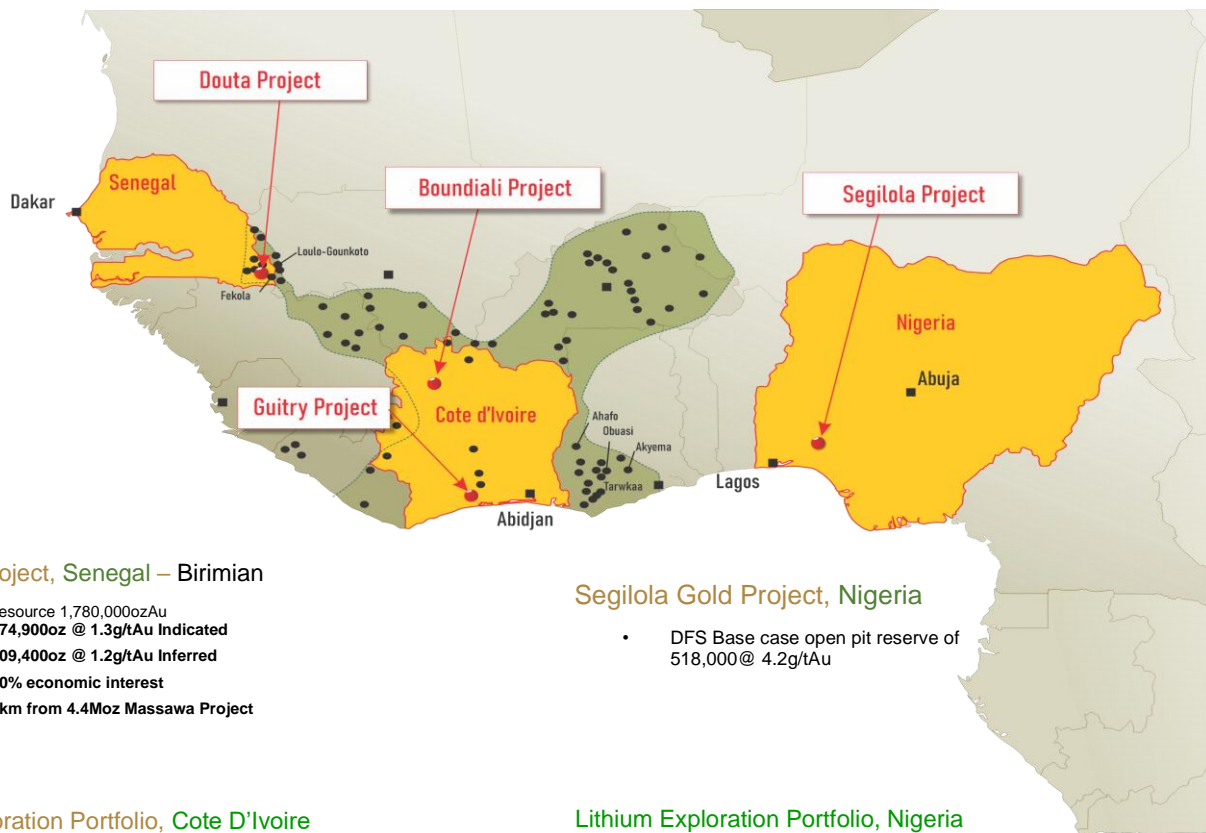 Douta Project
Boundiali Project
Segilola Project
Senegal
Dakar
Loulo-Gounkoto
Fekola
Nigeria
Abuja
Guitry Project
Cote d'Ivoire
Ahafo
Obuasi
Akyema
Tarwkaa
Lagos
Abidjan
oject, Senegal – Birimian
esource 1,780,000ozAu
74,900oz @ 1.3g/tAu Indicated
09,400oz @ 1.2g/tAu Inferred
0% economic interest
km from 4.4Moz Massawa Project
Segilola Gold Project, Nigeria
• DFS Base case open pit reserve of
518,000@ 4.2g/tAu
oration Portfolio, Cote D'Ivoire
Lithium Exploration Portfolio, Nigeria